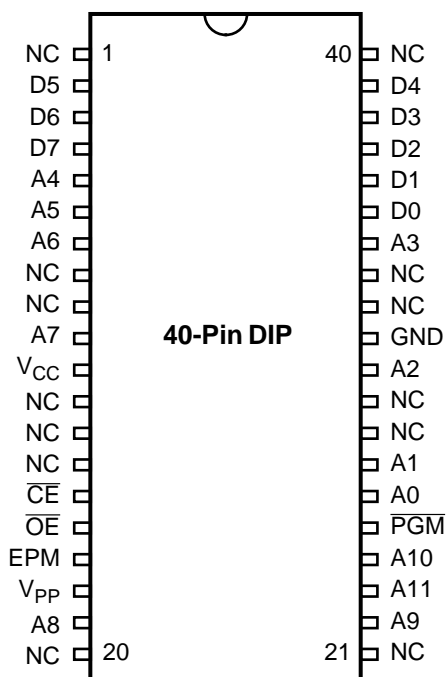 NC 1 40 NC
D5 D4
D6 D3
D7 D2
A4 D1
A5 D0
A6 A3
NC NC
NC NC
A7 40-Pin DIP GND
VCC A2
NC NC
NC NC
NC A1
CE A0
OE PGM
EPM A10
VPP A11
A8 A9
NC 20 21 NC